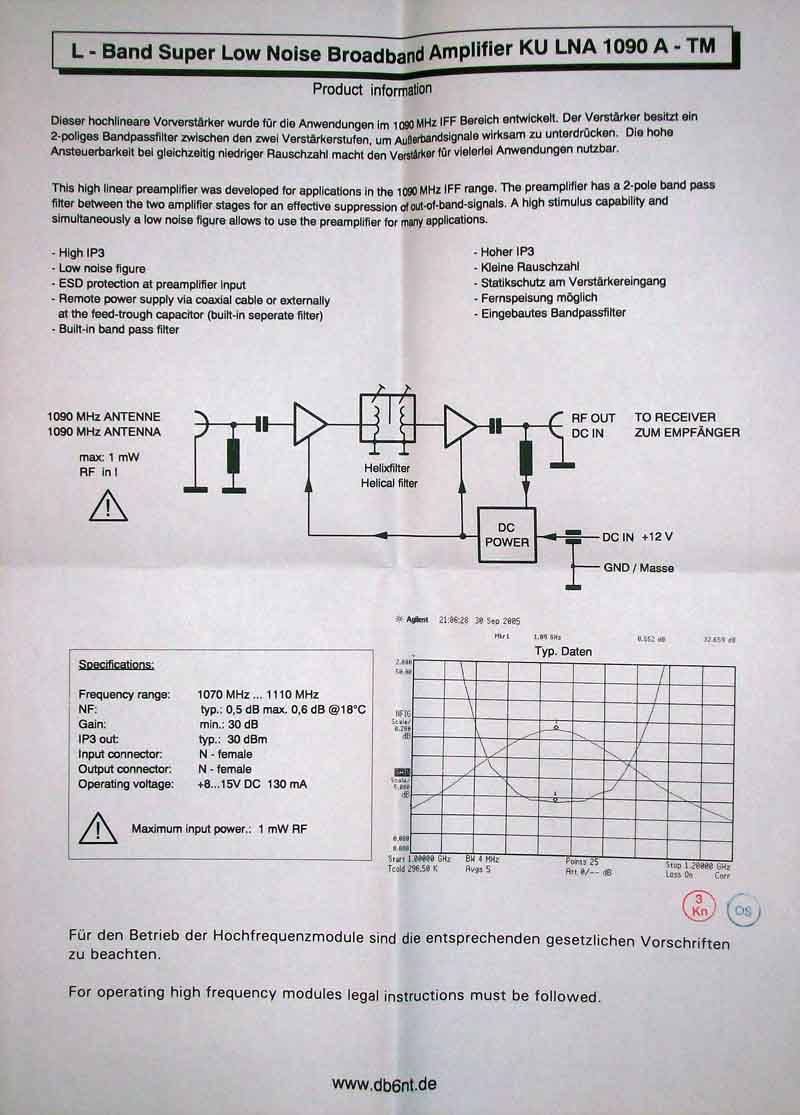 L - Band Super Low Noise Broadband Amplifier KU LNA 1090 A - TM
Product information
Dieser hochlineare Vorverstärker wurde für die Anwendungen im 1090 MHz IFF Bereich entwickelt. Der Verstärker besitzt ein
2-poliges Bandpassfilter zwischen den zwei Verstärkerstufen, um Außerbandsignale wirksam zu unterdrücken. Die hohe
Ansteuerbarkeit bei gleichzeitig niedriger Rauschzahl macht den Verstärker für vielerlei Anwendungen nutzbar.
This high linear preamplifier was developed for applications in the 1090 MHz IFF range. The preamplifier has a 2-pole band pass
filter between the two amplifier stages for an effective suppression of out-of-band-signals. A high stimulus capability and
simultaneously a low noise figure allows to use the preamplifier for many applications.
- High IP3
- Low noise figure
- ESD protection at preamplifier input
- Remote power supply via coaxial cable or externally
at the feed-trough capacitor (built-in seperate filter)
- Built-in band pass filter
- Hoher IP3
- Kleine Rauschzahl
- Statikschutz am Verstärkereingang
- Fernspeisung möglich
- Eingebautes Bandpassfilter
1090 MHz ANTENNE
1090 MHz ANTENNA
max: 1 mW
RF in !
!
Helixfilter
Helical filter
RF OUT TO RECEIVER
DC IN ZUM EMPFÄNGER
DC
POWER
DC IN +12 V
GND / Masse
Specifications:
Frequency range: 1070 MHz ... 1110 MHz
NF: typ.: 0,5 dB max. 0,6 dB @18°C
Gain: min.: 30 dB
IP3 out: typ.: 30 dBm
Input connector: N - female
Output connector: N - female
Operating voltage: +8...15V DC 130 mA
!
Maximum input power.: 1 mW RF
Agilent 21:06:28 30 Sep 2005
Mkr1 1.09 GHz 0.552 dB 32.659 dB
Typ. Daten
2.000
50.00
NFIG
Scale/
0.200
dB
Scale/
5.000
dB
0.000
0.000
Start 1.00000 GHz BW 4 MHz Points 25 Stop 1.20000 GHz
Tcold 296.50 K Avgs 5 Att 0/-- dB Loss On Corr
3
Kn
OS
Für den Betrieb der Hochfrequenzmodule sind die entsprechenden gesetzlichen Vorschriften
zu beachten.
For operating high frequency modules legal instructions must be followed.
www.db6nt.de